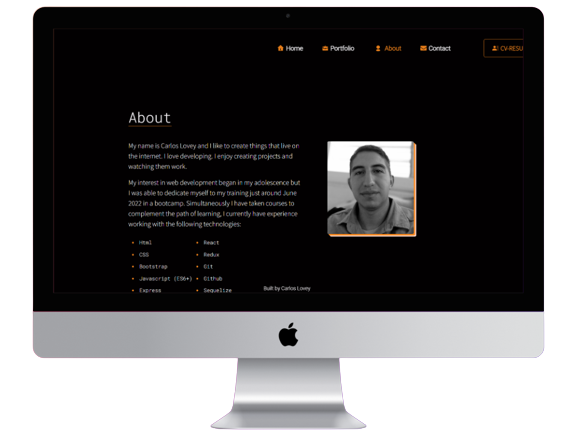 Home Portfolio About Contact CV-RESU
About
My name is Carlos Lovey and I like to create things that live on
the internet. I love developing, I enjoy creating projects and
watching them work.
My interest in web development began in my adolescence but
I was able to dedicate myself to my training just around June
2022 in a bootcamp. Simultaneously I have taken courses to
complement the path of learning, I currently have experience
working with the following technologies:
Html React
CSS Redux
Bootstrap Git
Javascript (ES6+) Github
Express Sequelize
Built by Carlos Lovey